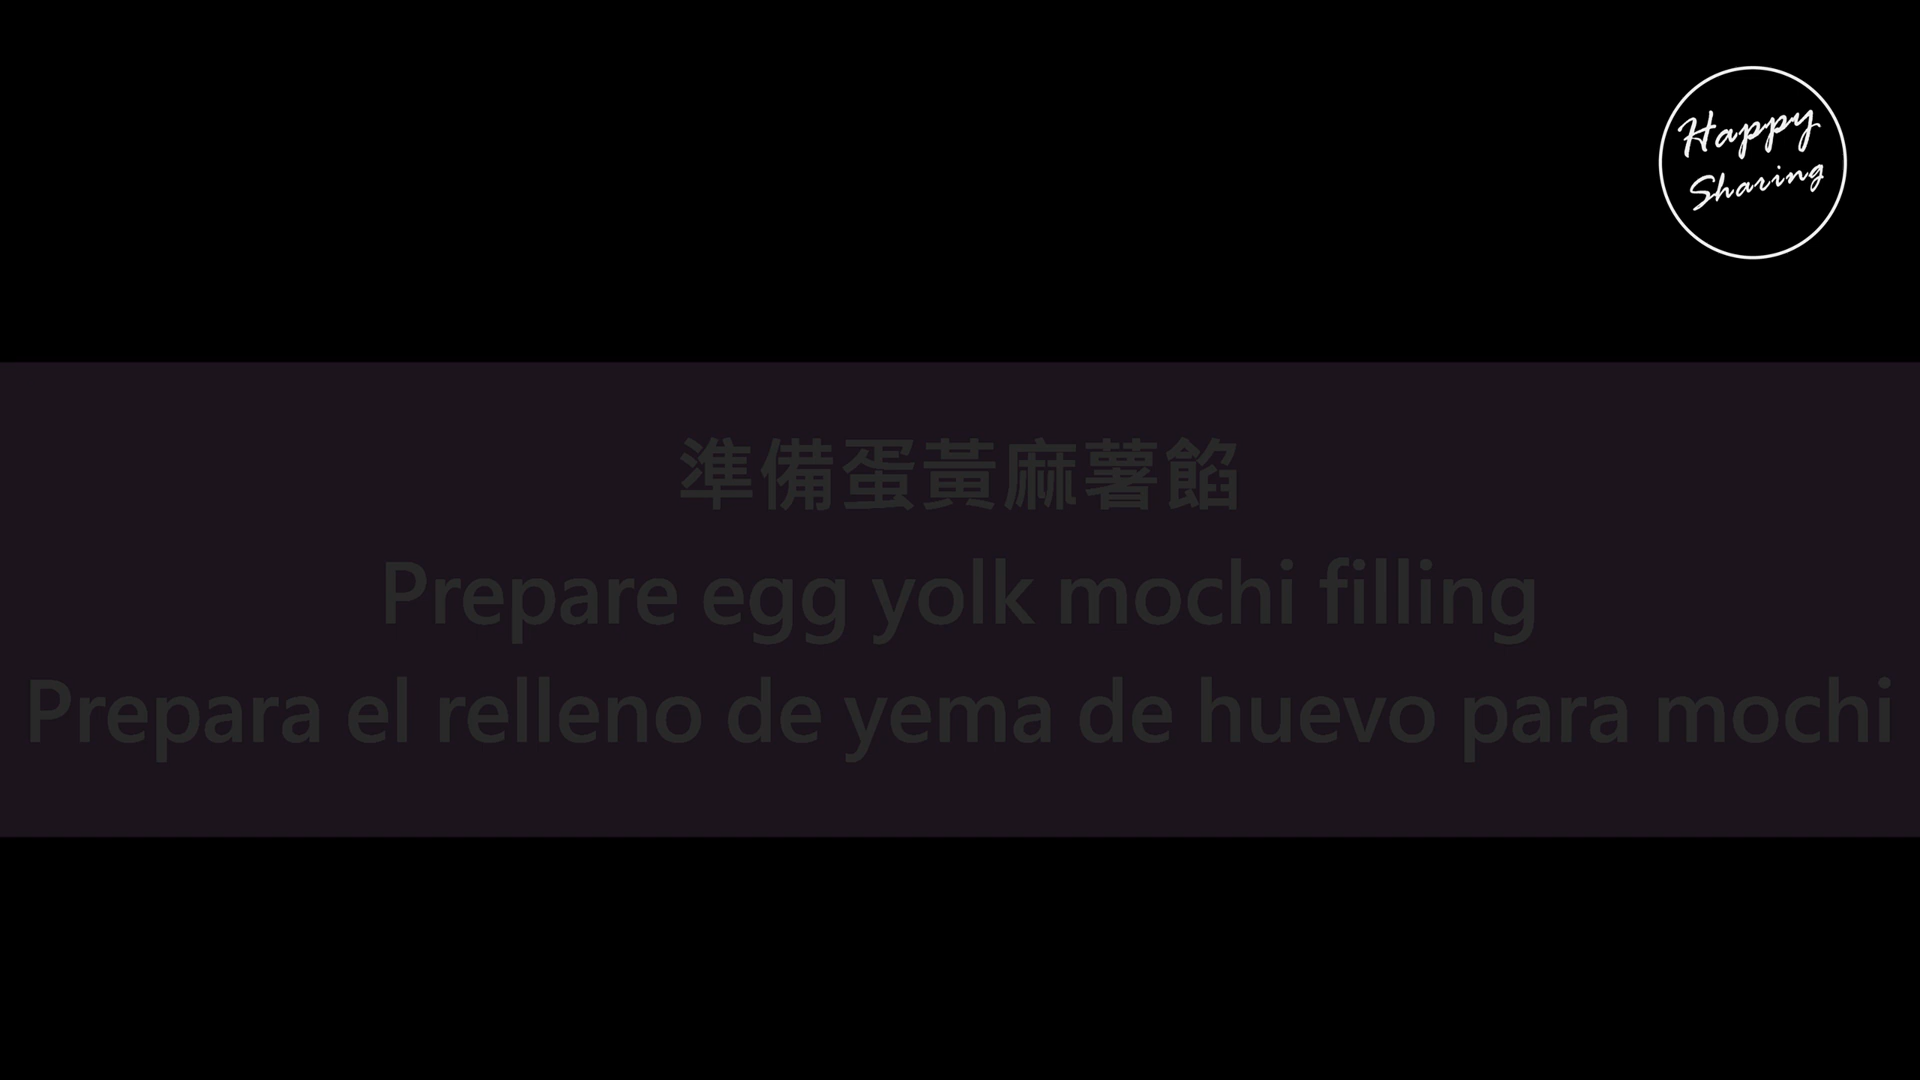 Happy
Sharing
準備蛋黃麻薯餡
Prepare egg yolk mochi filling
Prepara el relleno de yema de huevo para mochi